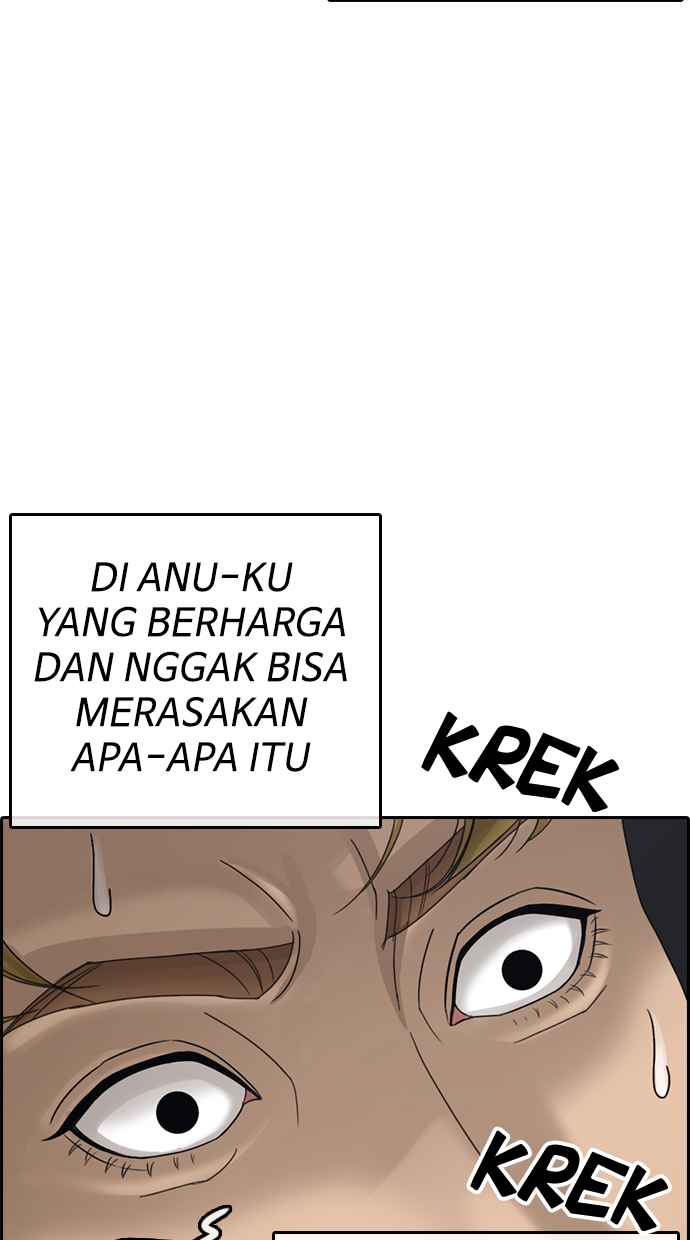 DI ANU-KU
YANG BERHARGA
DAN NGGAK BISA
MERASAKAN
APA-APA ITU
KREK
KREK